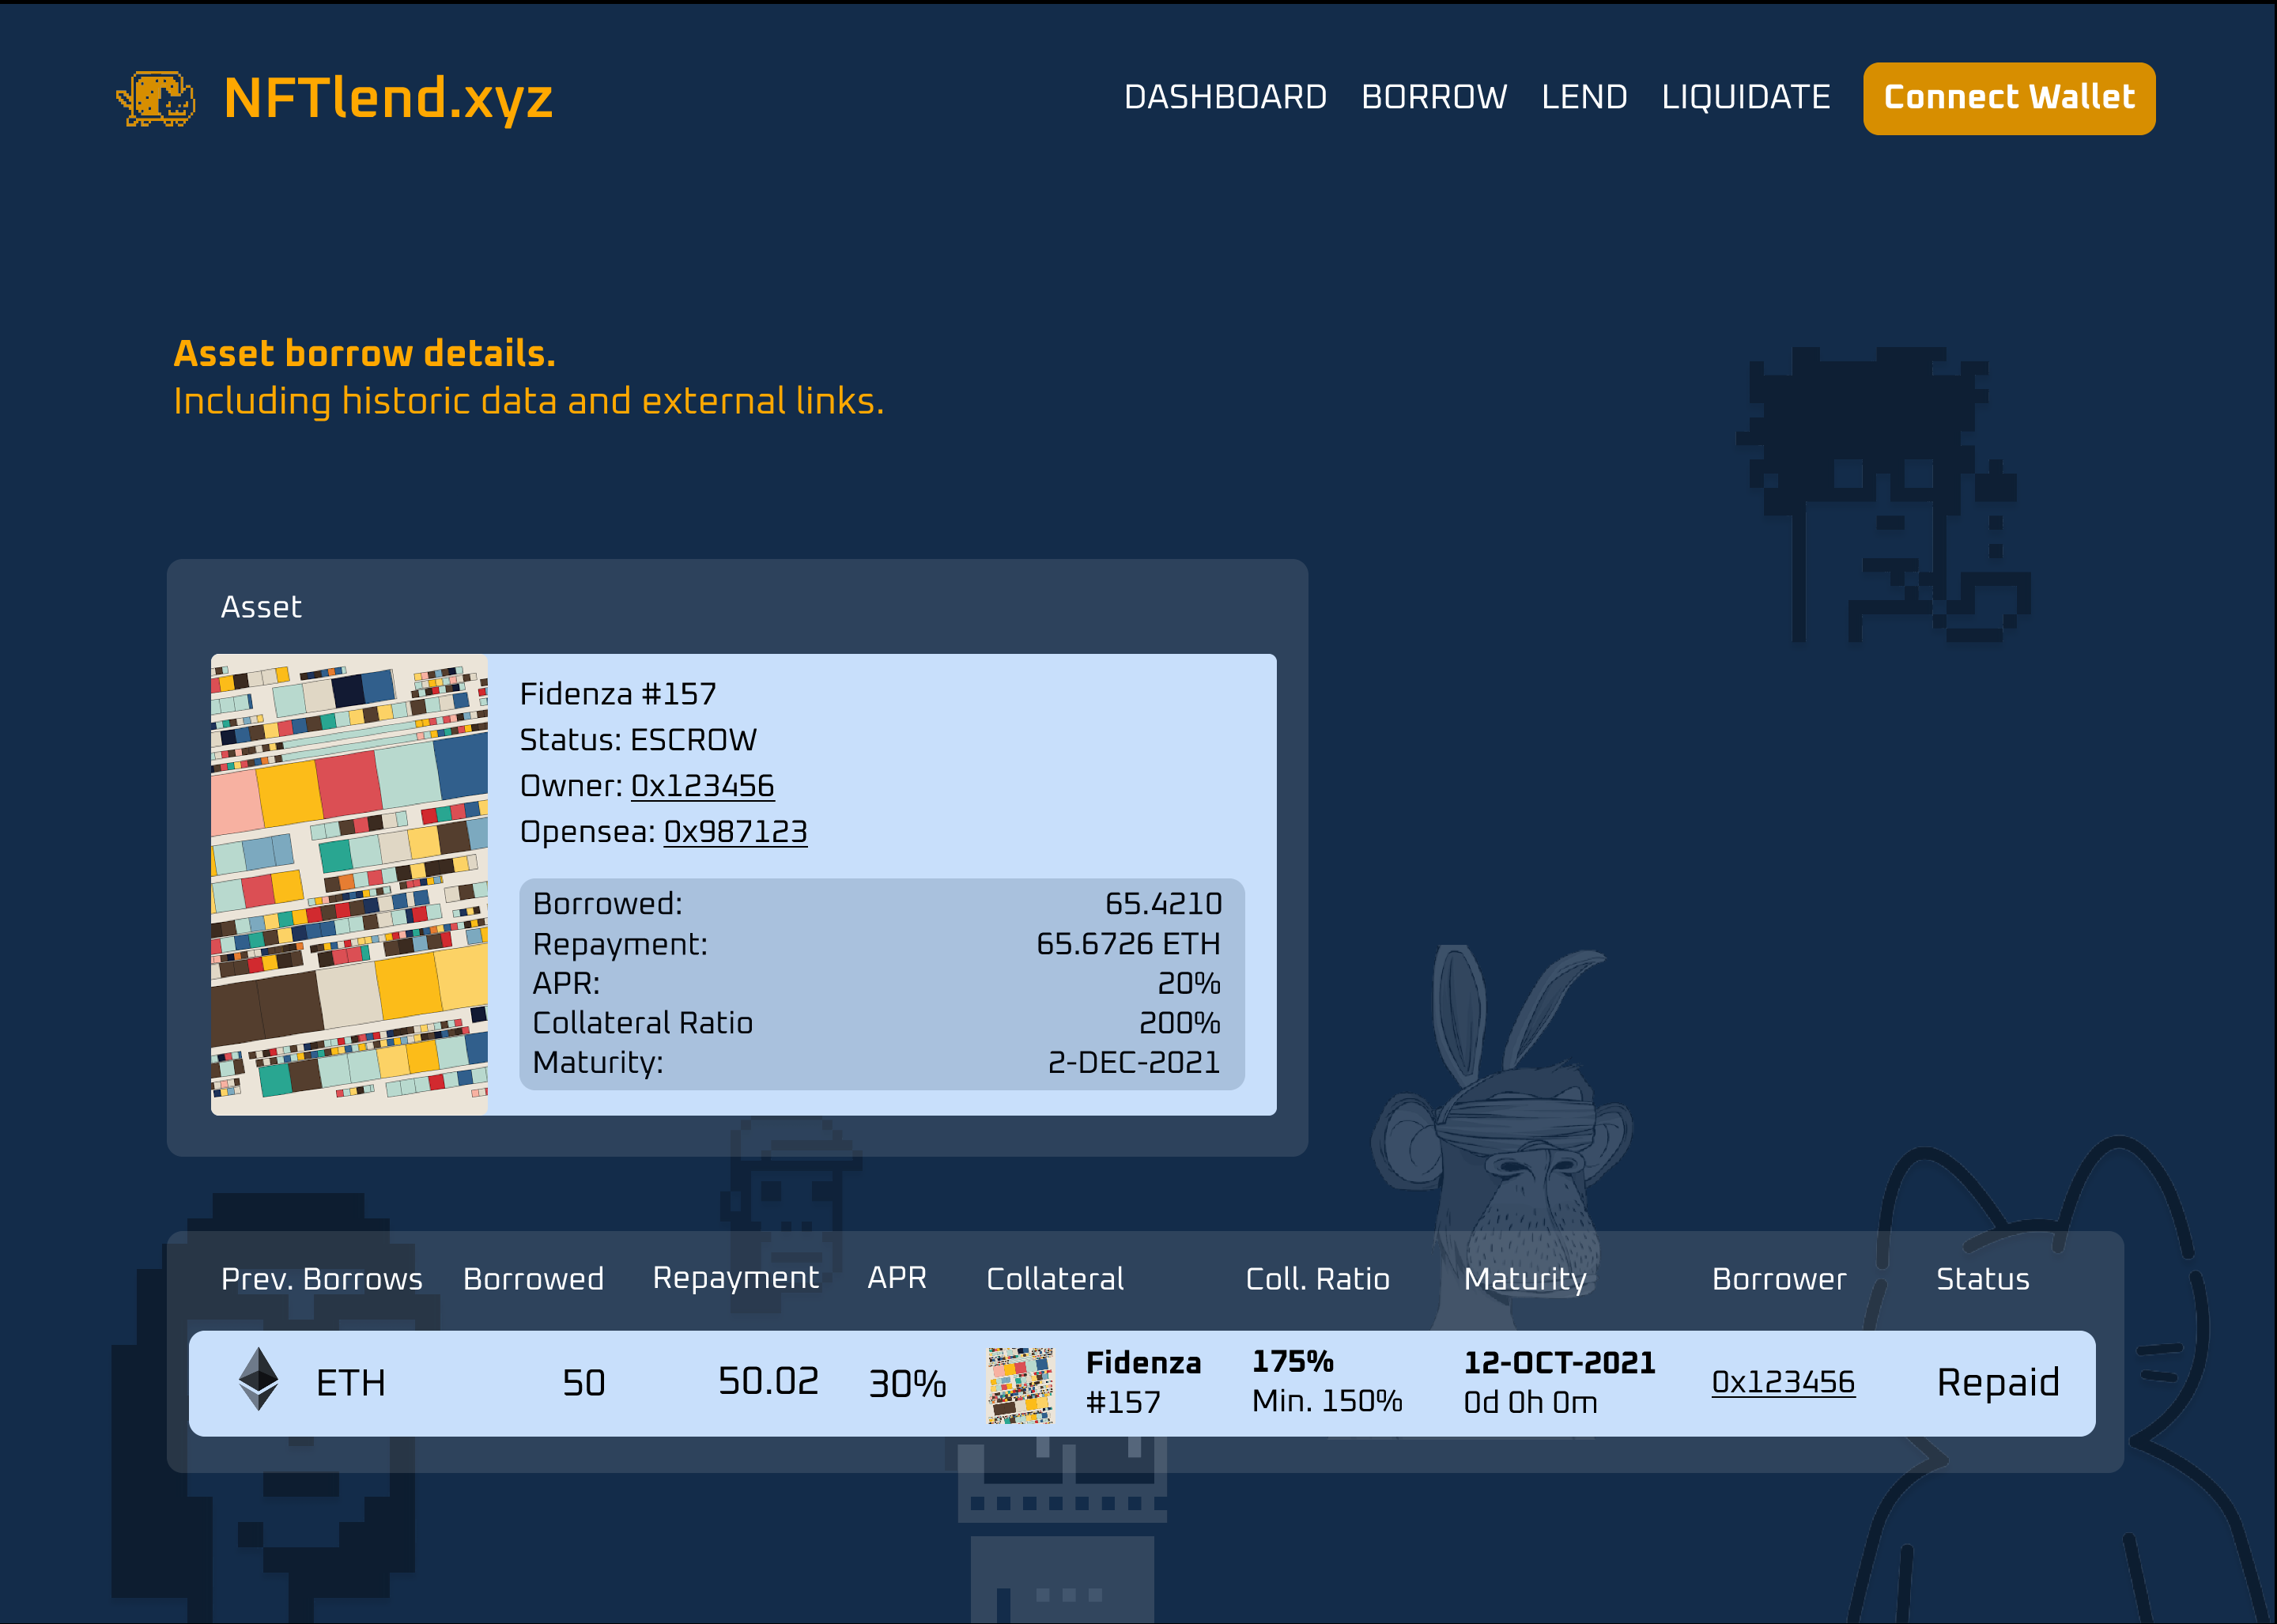 NFTlend.xyz
DASHBOARD BORROW LEND LIQUIDATE Connect Wallet
Asset borrow details.
Including historic data and external links.
Asset
Fidenza #157
Status: ESCROW
Owner: 0x123456
Opensea: 0x987123
Borrowed: 65.4210
Repayment: 65.6726 ETH
APR: 20%
Collateral Ratio 200%
Maturity: 2-DEC-2021
Prev. Borrows Borrowed Repayment APR Collateral Coll. Ratio Maturity Borrower Status
ETH 50 50.02 30% Fidenza 175% 12-OCT-2021 0x123456 Repaid
#157 Min. 150% 0d 0h 0m